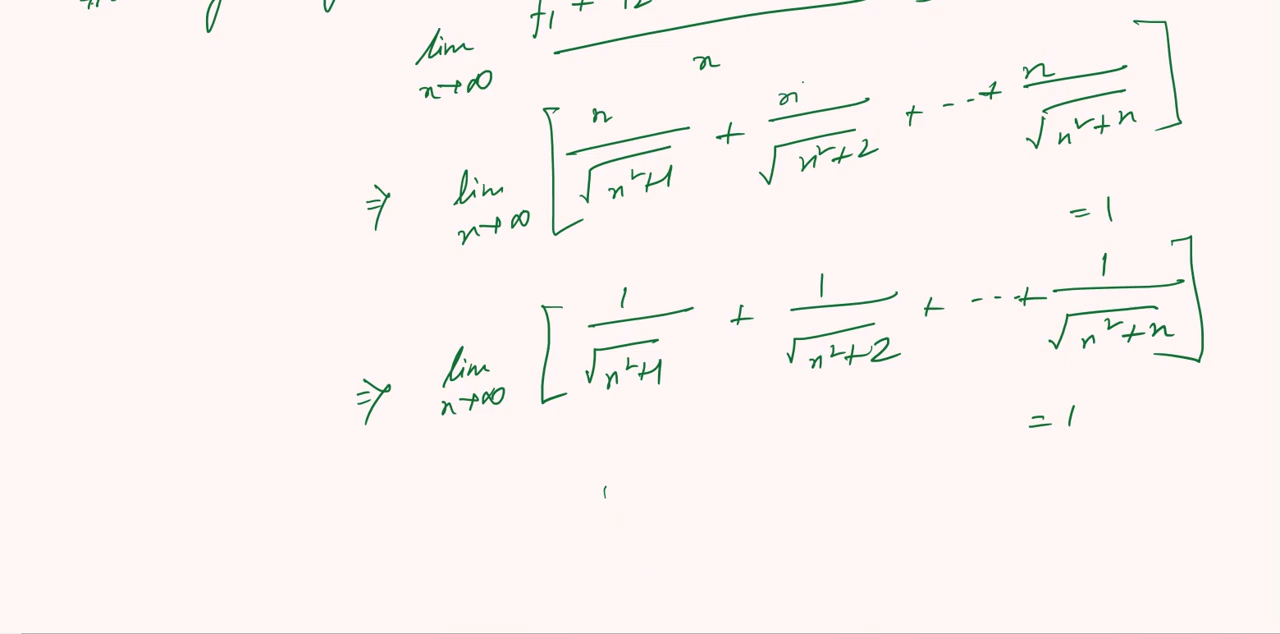 lim n→∞ f1 + f2 / n
⇒ lim n→∞ [ n/√(n²+1) + n/√(n²+2) + ---+ n/√(n²+n) ]
= 1
⇒ lim n→∞ [ 1/√(n²+1) + 1/√(n²+2) + ---+ 1/√(n²+n) ]
= 1